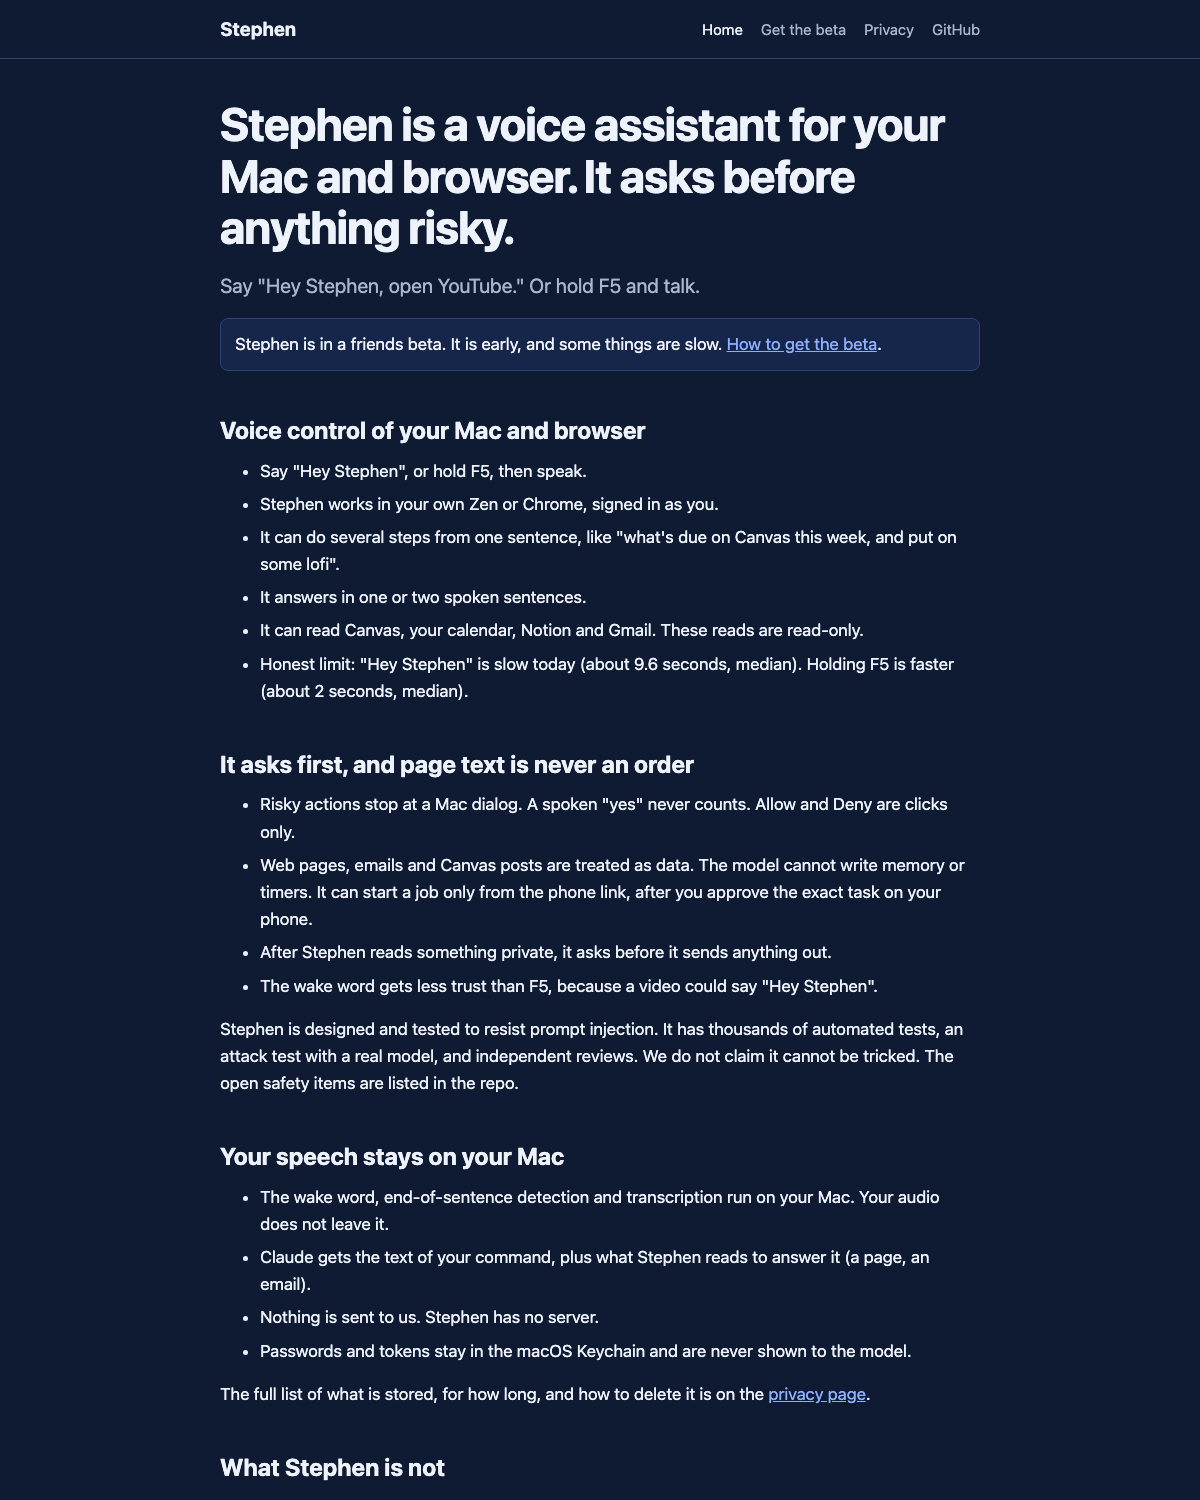 Stephen
Home Get the beta Privacy GitHub
Stephen is a voice assistant for your
Mac and browser. It asks before
anything risky.
Say "Hey Stephen, open YouTube." Or hold F5 and talk.
Stephen is in a friends beta. It is early, and some things are slow. How to get the beta.
Voice control of your Mac and browser
• Say "Hey Stephen", or hold F5, then speak.
• Stephen works in your own Zen or Chrome, signed in as you.
• It can do several steps from one sentence, like "what's due on Canvas this week, and put on
some lofi".
• It answers in one or two spoken sentences.
• It can read Canvas, your calendar, Notion and Gmail. These reads are read-only.
• Honest limit: "Hey Stephen" is slow today (about 9.6 seconds, median). Holding F5 is faster
(about 2 seconds, median).
It asks first, and page text is never an order
• Risky actions stop at a Mac dialog. A spoken "yes" never counts. Allow and Deny are clicks
only.
• Web pages, emails and Canvas posts are treated as data. The model cannot write memory or
timers. It can start a job only from the phone link, after you approve the exact task on your
phone.
• After Stephen reads something private, it asks before it sends anything out.
• The wake word gets less trust than F5, because a video could say "Hey Stephen".
Stephen is designed and tested to resist prompt injection. It has thousands of automated tests, an
attack test with a real model, and independent reviews. We do not claim it cannot be tricked. The
open safety items are listed in the repo.
Your speech stays on your Mac
• The wake word, end-of-sentence detection and transcription run on your Mac. Your audio
does not leave it.
• Claude gets the text of your command, plus what Stephen reads to answer it (a page, an
email).
• Nothing is sent to us. Stephen has no server.
• Passwords and tokens stay in the macOS Keychain and are never shown to the model.
The full list of what is stored, for how long, and how to delete it is on the privacy page.
What Stephen is not